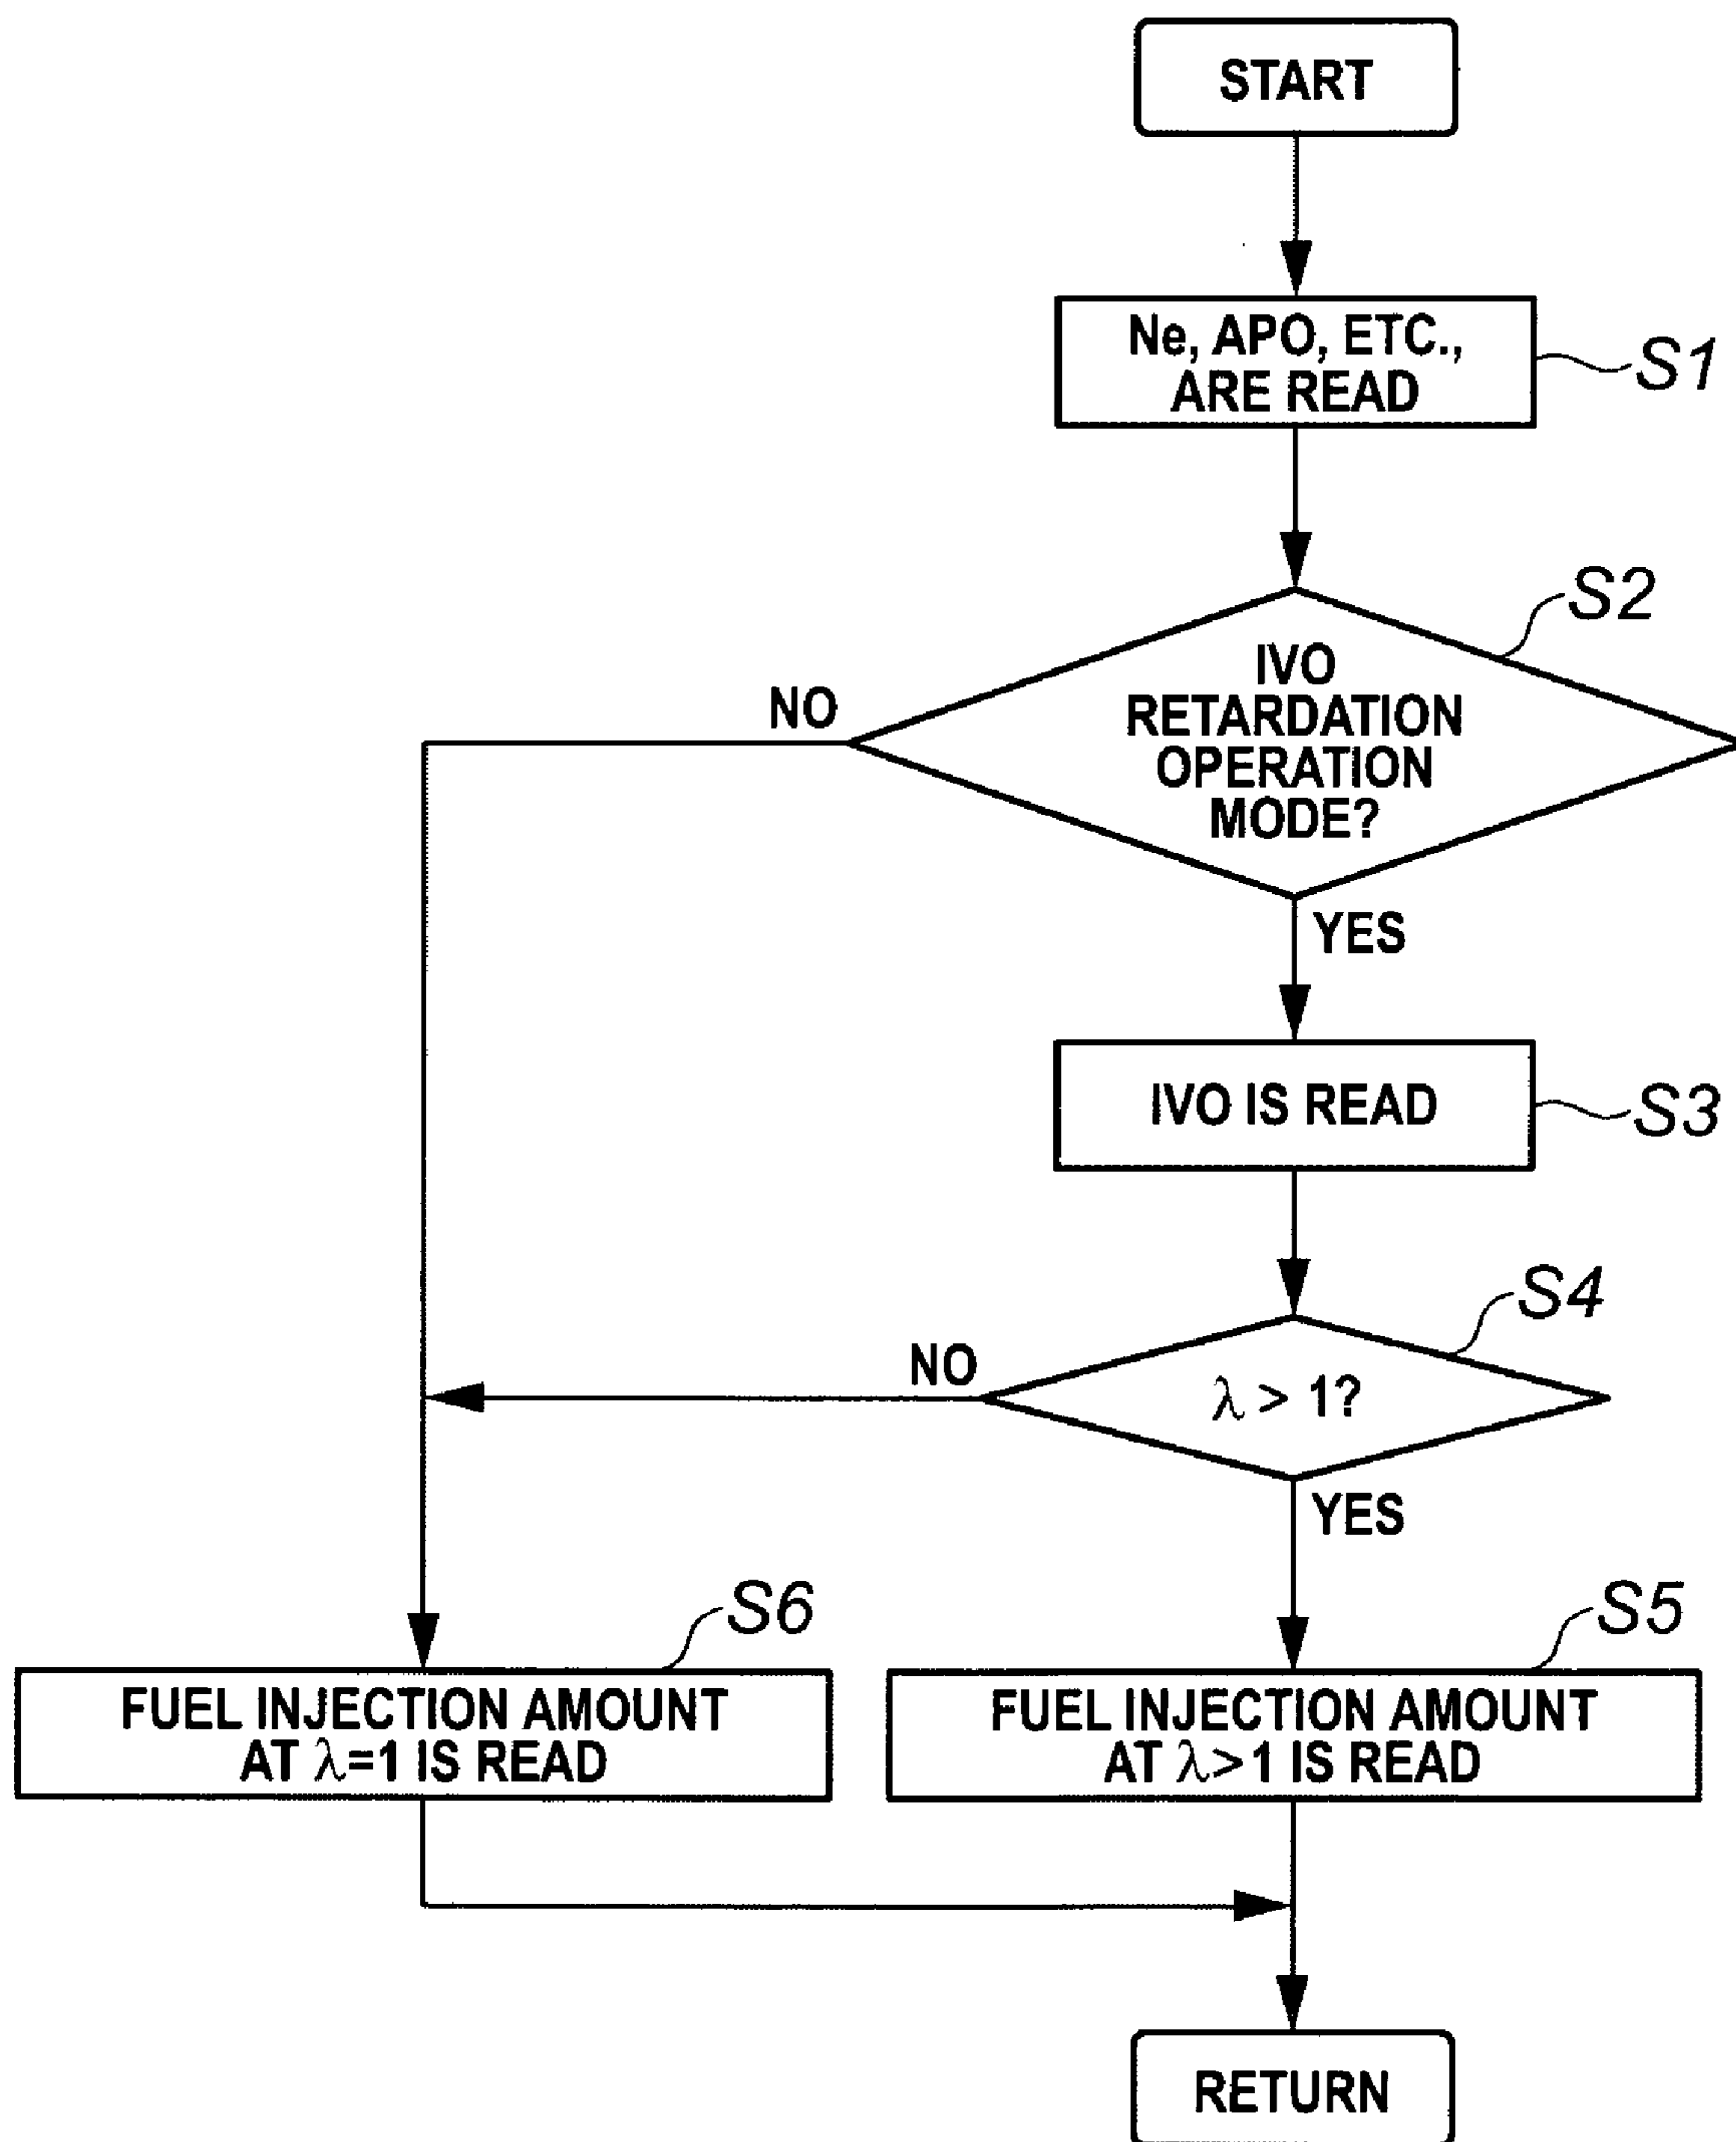 START
Ne, APO, ETC.,
ARE READ
S1
S2
IVO
RETARDATION
OPERATION
MODE?
NO
YES
IVO IS READ
S3
S4
NO
λ > 1?
YES
S6
S5
FUEL INJECTION AMOUNT
AT λ=1 IS READ
FUEL INJECTION AMOUNT
AT λ>1 IS READ
RETURN